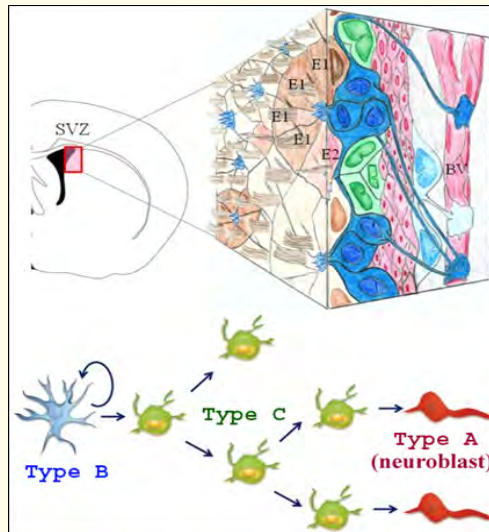 SVZ
E1
E1
E1
E1
E2
BV
Type B
Type C
Type A
(neuroblast)